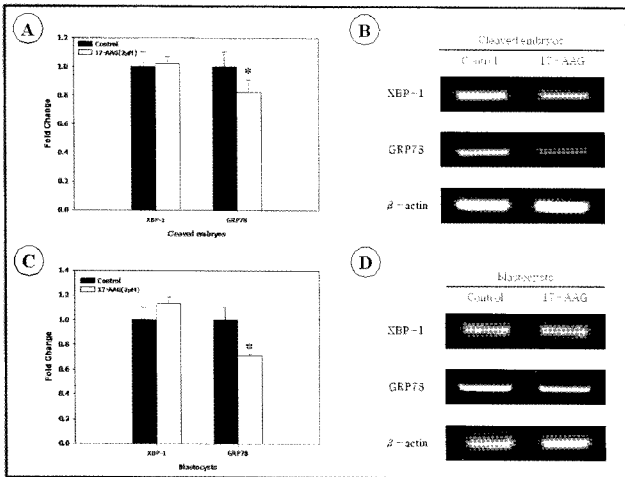 A
1.2
Control
17-AAG(2μM)
1.0
*
0.8
Fold Change
0.6
0.4
0.2
0.0
XBP-1
GRP78
Cleaved embryos
B
Cleaved embryos
Control
17-AAG
XBP-1
GRP78
β-actin
C
1.4
Control
17-AAG(2μM)
1.2
1.0
0.8
Fold Change
0.6
0.4
0.2
0.0
XBP-1
GRP78
Blastocysts
D
blastocysts
Control
17-AAG
XBP-1
GRP78
β-actin